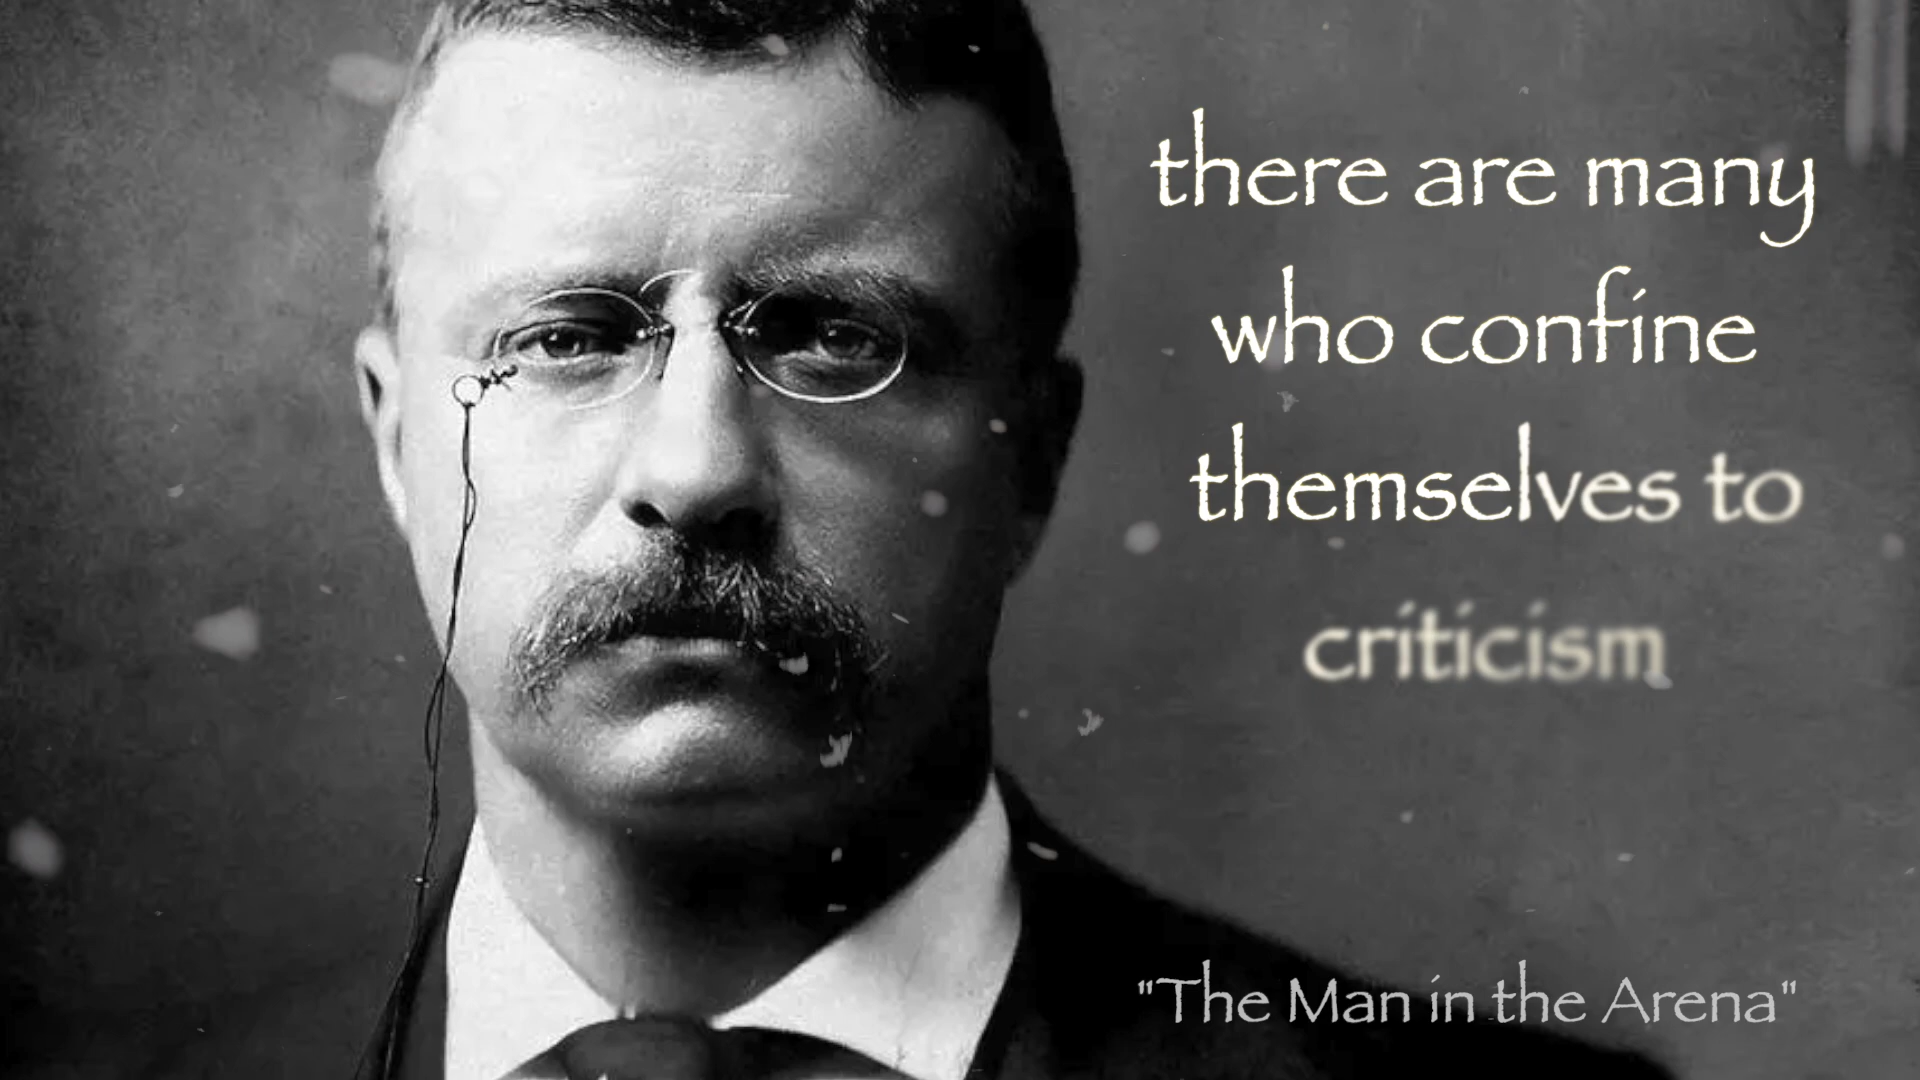 there are many
who confine
themselves to
criticism
"The Man in the Arena"